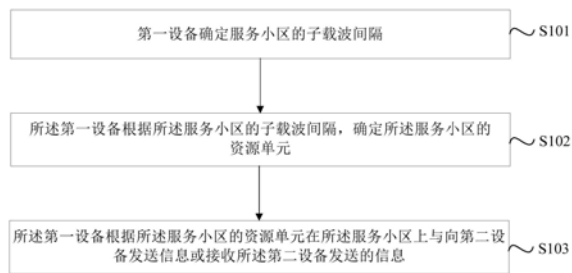 第一设备确定服务小区的子载波间隔
S101
所述第一设备根据所述服务小区的子载波间隔，确定所述服务小区的
资源单元
S102
所述第一设备根据所述服务小区的资源单元在所述服务小区上与向第二设
备发送信息或接收所述第二设备发送的信息
S103